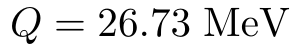 Q = 26.73 MeV